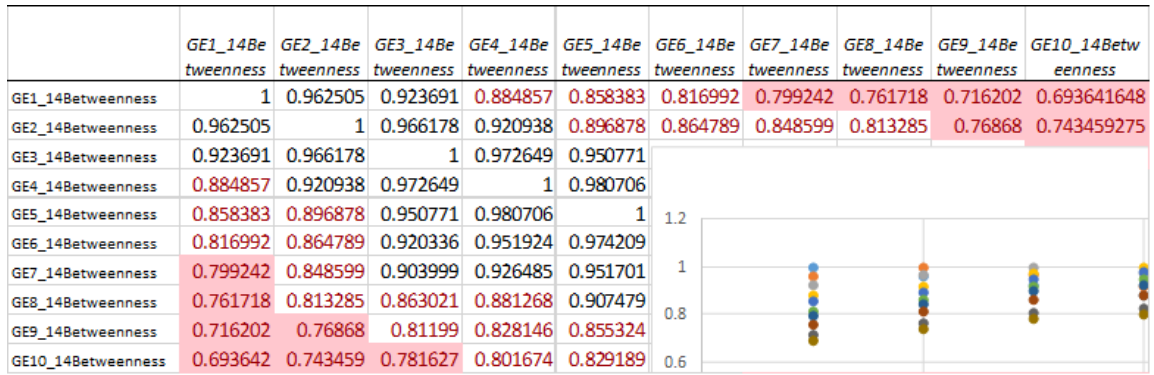 GE1_14Be GE2_14Be GE3_14Be GE4_14Be GE5_14Be GE6_14Be GE7_14Be GE8_14Be GE9_14Be GE10_14Betw
tweenness tweenness tweenness tweenness tweenness tweenness tweenness tweenness tweenness eenness
GE1_14Betweenness 1 0.962505 0.923691 0.884857 0.858383 0.816992 0.799242 0.761718 0.716202 0.693641648
GE2_14Betweenness 0.962505 1 0.966178 0.920938 0.896878 0.864789 0.848599 0.813285 0.76868 0.743459275
GE3_14Betweenness 0.923691 0.966178 1 0.972649 0.950771
GE4_14Betweenness 0.884857 0.920938 0.972649 1 0.980706
GE5_14Betweenness 0.858383 0.896878 0.950771 0.980706 1 1.2
GE6_14Betweenness 0.816992 0.864789 0.920336 0.951924 0.974209
GE7_14Betweenness 0.799242 0.848599 0.903999 0.926485 0.951701 1
GE8_14Betweenness 0.761718 0.813285 0.863021 0.881268 0.907479
GE9_14Betweenness 0.716202 0.76868 0.81199 0.828146 0.855324 0.8
GE10_14Betweenness 0.693642 0.743459 0.781627 0.801674 0.829189 0.6